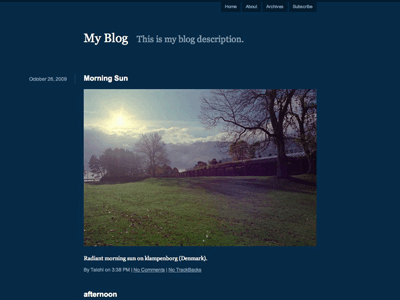 Home About Archives Subscribe
My Blog This is my blog description.
October 26, 2009
Morning Sun
Radiant morning sun on klampenborg (Denmark).
By Taishi on 3:38 PM | No Comments | No TrackBacks
afternoon